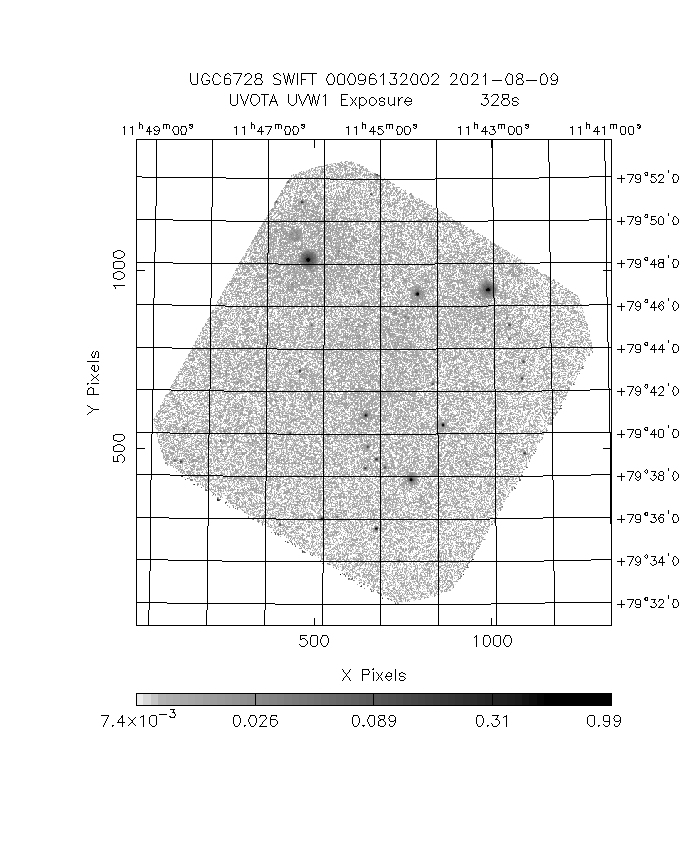 UGC6728 SWIFT 00096132002 2021-08-09
UVOTA UVW1 Exposure 328s
11h49m00s 11h47m00s 11h45m00s 11h43m00s 11h41m00s
+79°52'0
+79°50'0
+79°48'0
+79°46'0
+79°44'0
+79°42'0
+79°40'0
+79°38'0
+79°36'0
+79°34'0
+79°32'0
1000
500
Y Pixels
500 1000
X Pixels
7.4×10−3 0.026 0.089 0.31 0.99